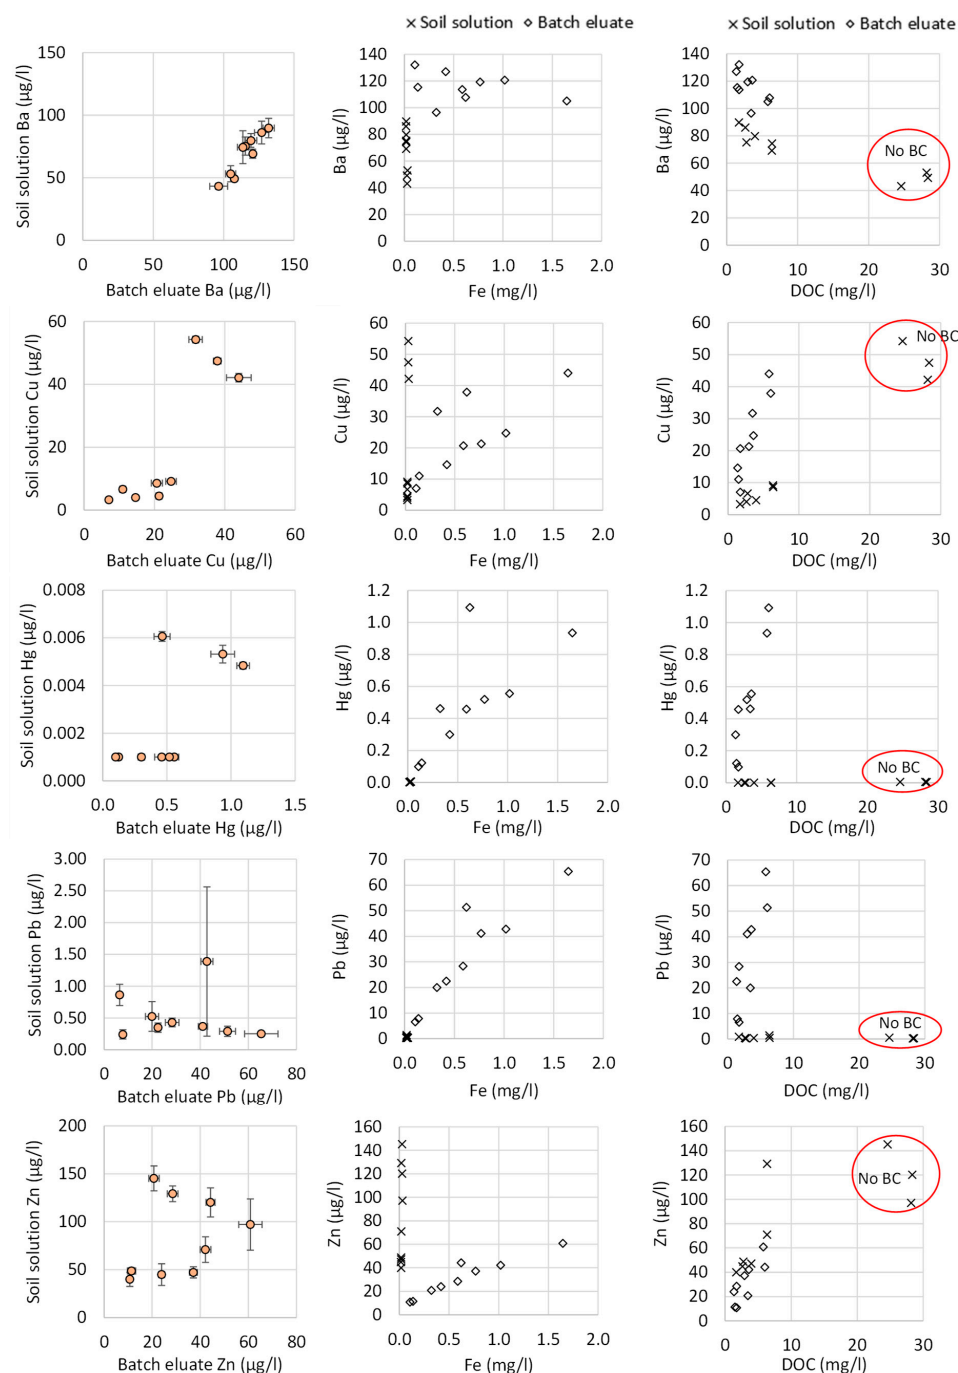 × Soil solution ◇ Batch eluate
× Soil solution ◇ Batch eluate
Soil solution Ba (µg/l)
150
100
50
0
0 50 100 150
Batch eluate Ba (µg/l)
Ba (µg/l)
140
120
100
80
60
40
20
0
0.0 0.5 1.0 1.5 2.0
Fe (mg/l)
Ba (µg/l)
140
120
100
80
60
40
20
0
No BC
0 10 20 30
DOC (mg/l)
Soil solution Cu (µg/l)
60
40
20
0
0 20 40 60
Batch eluate Cu (µg/l)
Cu (µg/l)
60
50
40
30
20
10
0
0.0 0.5 1.0 1.5 2.0
Fe (mg/l)
Cu (µg/l)
60
50
40
30
20
10
0
No BC
0 10 20 30
DOC (mg/l)
Soil solution Hg (µg/l)
0.008
0.006
0.004
0.002
0.000
0.0 0.5 1.0 1.5
Batch eluate Hg (µg/l)
Hg (µg/l)
1.2
1.0
0.8
0.6
0.4
0.2
0.0
0.0 0.5 1.0 1.5 2.0
Fe (mg/l)
Hg (µg/l)
1.2
1.0
0.8
0.6
0.4
0.2
0.0
No BC
0 10 20 30
DOC (mg/l)
Soil solution Pb (µg/l)
3.00
2.50
2.00
1.50
1.00
0.50
0.00
0 20 40 60 80
Batch eluate Pb (µg/l)
Pb (µg/l)
70
60
50
40
30
20
10
0
0.0 0.5 1.0 1.5 2.0
Fe (mg/l)
Pb (µg/l)
70
60
50
40
30
20
10
0
No BC
0 10 20 30
DOC (mg/l)
Soil solution Zn (µg/l)
200
150
100
50
0
0 20 40 60 80
Batch eluate Zn (µg/l)
Zn (µg/l)
160
140
120
100
80
60
40
20
0
0.0 0.5 1.0 1.5 2.0
Fe (mg/l)
Zn (µg/l)
160
140
120
100
80
60
40
20
0
No BC
0 10 20 30
DOC (mg/l)